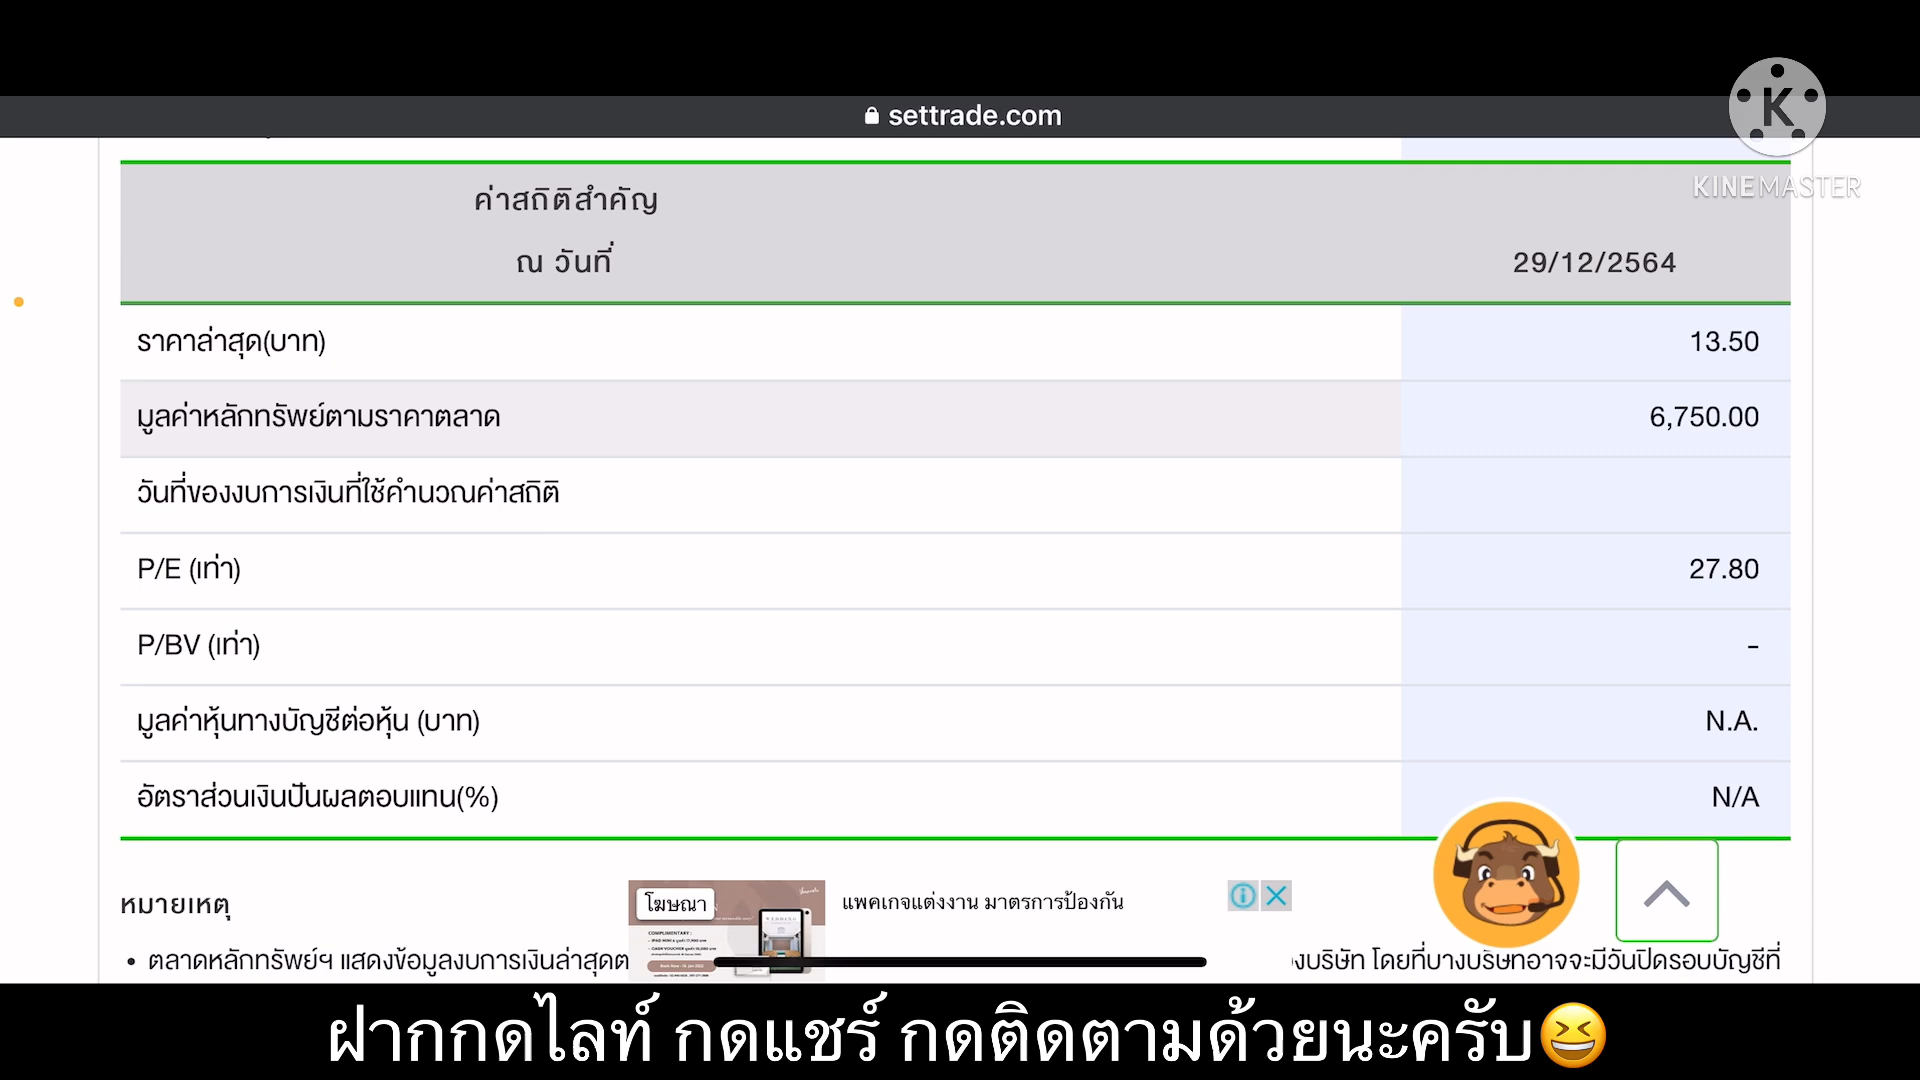 settrade.com
K
KINEMASTER
ค่าสถิติสำคัญ
ณ วันที่ 29/12/2564
ราคาล่าสุด(บาท) 13.50
มูลค่าหลักทรัพย์ตามราคาตลาด 6,750.00
วันที่ของงบการเงินที่ใช้คำนวณค่าสถิติ
P/E (เท่า) 27.80
P/BV (เท่า) -
มูลค่าหุ้นทางบัญชีต่อหุ้น (บาท) N.A.
อัตราส่วนเงินปันผลตอบแทน(%) N/A
หมายเหตุ
โฆษณา
COMPLIMENTARY :
แพคเกจแต่งงาน มาตรการป้องกัน
• ตลาดหลักทรัพย์ฯ แสดงข้อมูลงบการเงินล่าสุดต งบริษัท โดยที่บางบริษัทอาจจะมีวันปิดรอบบัญชีที่
ฝากกดไลท์ กดแชร์ กดติดตามด้วยนะครับ😆